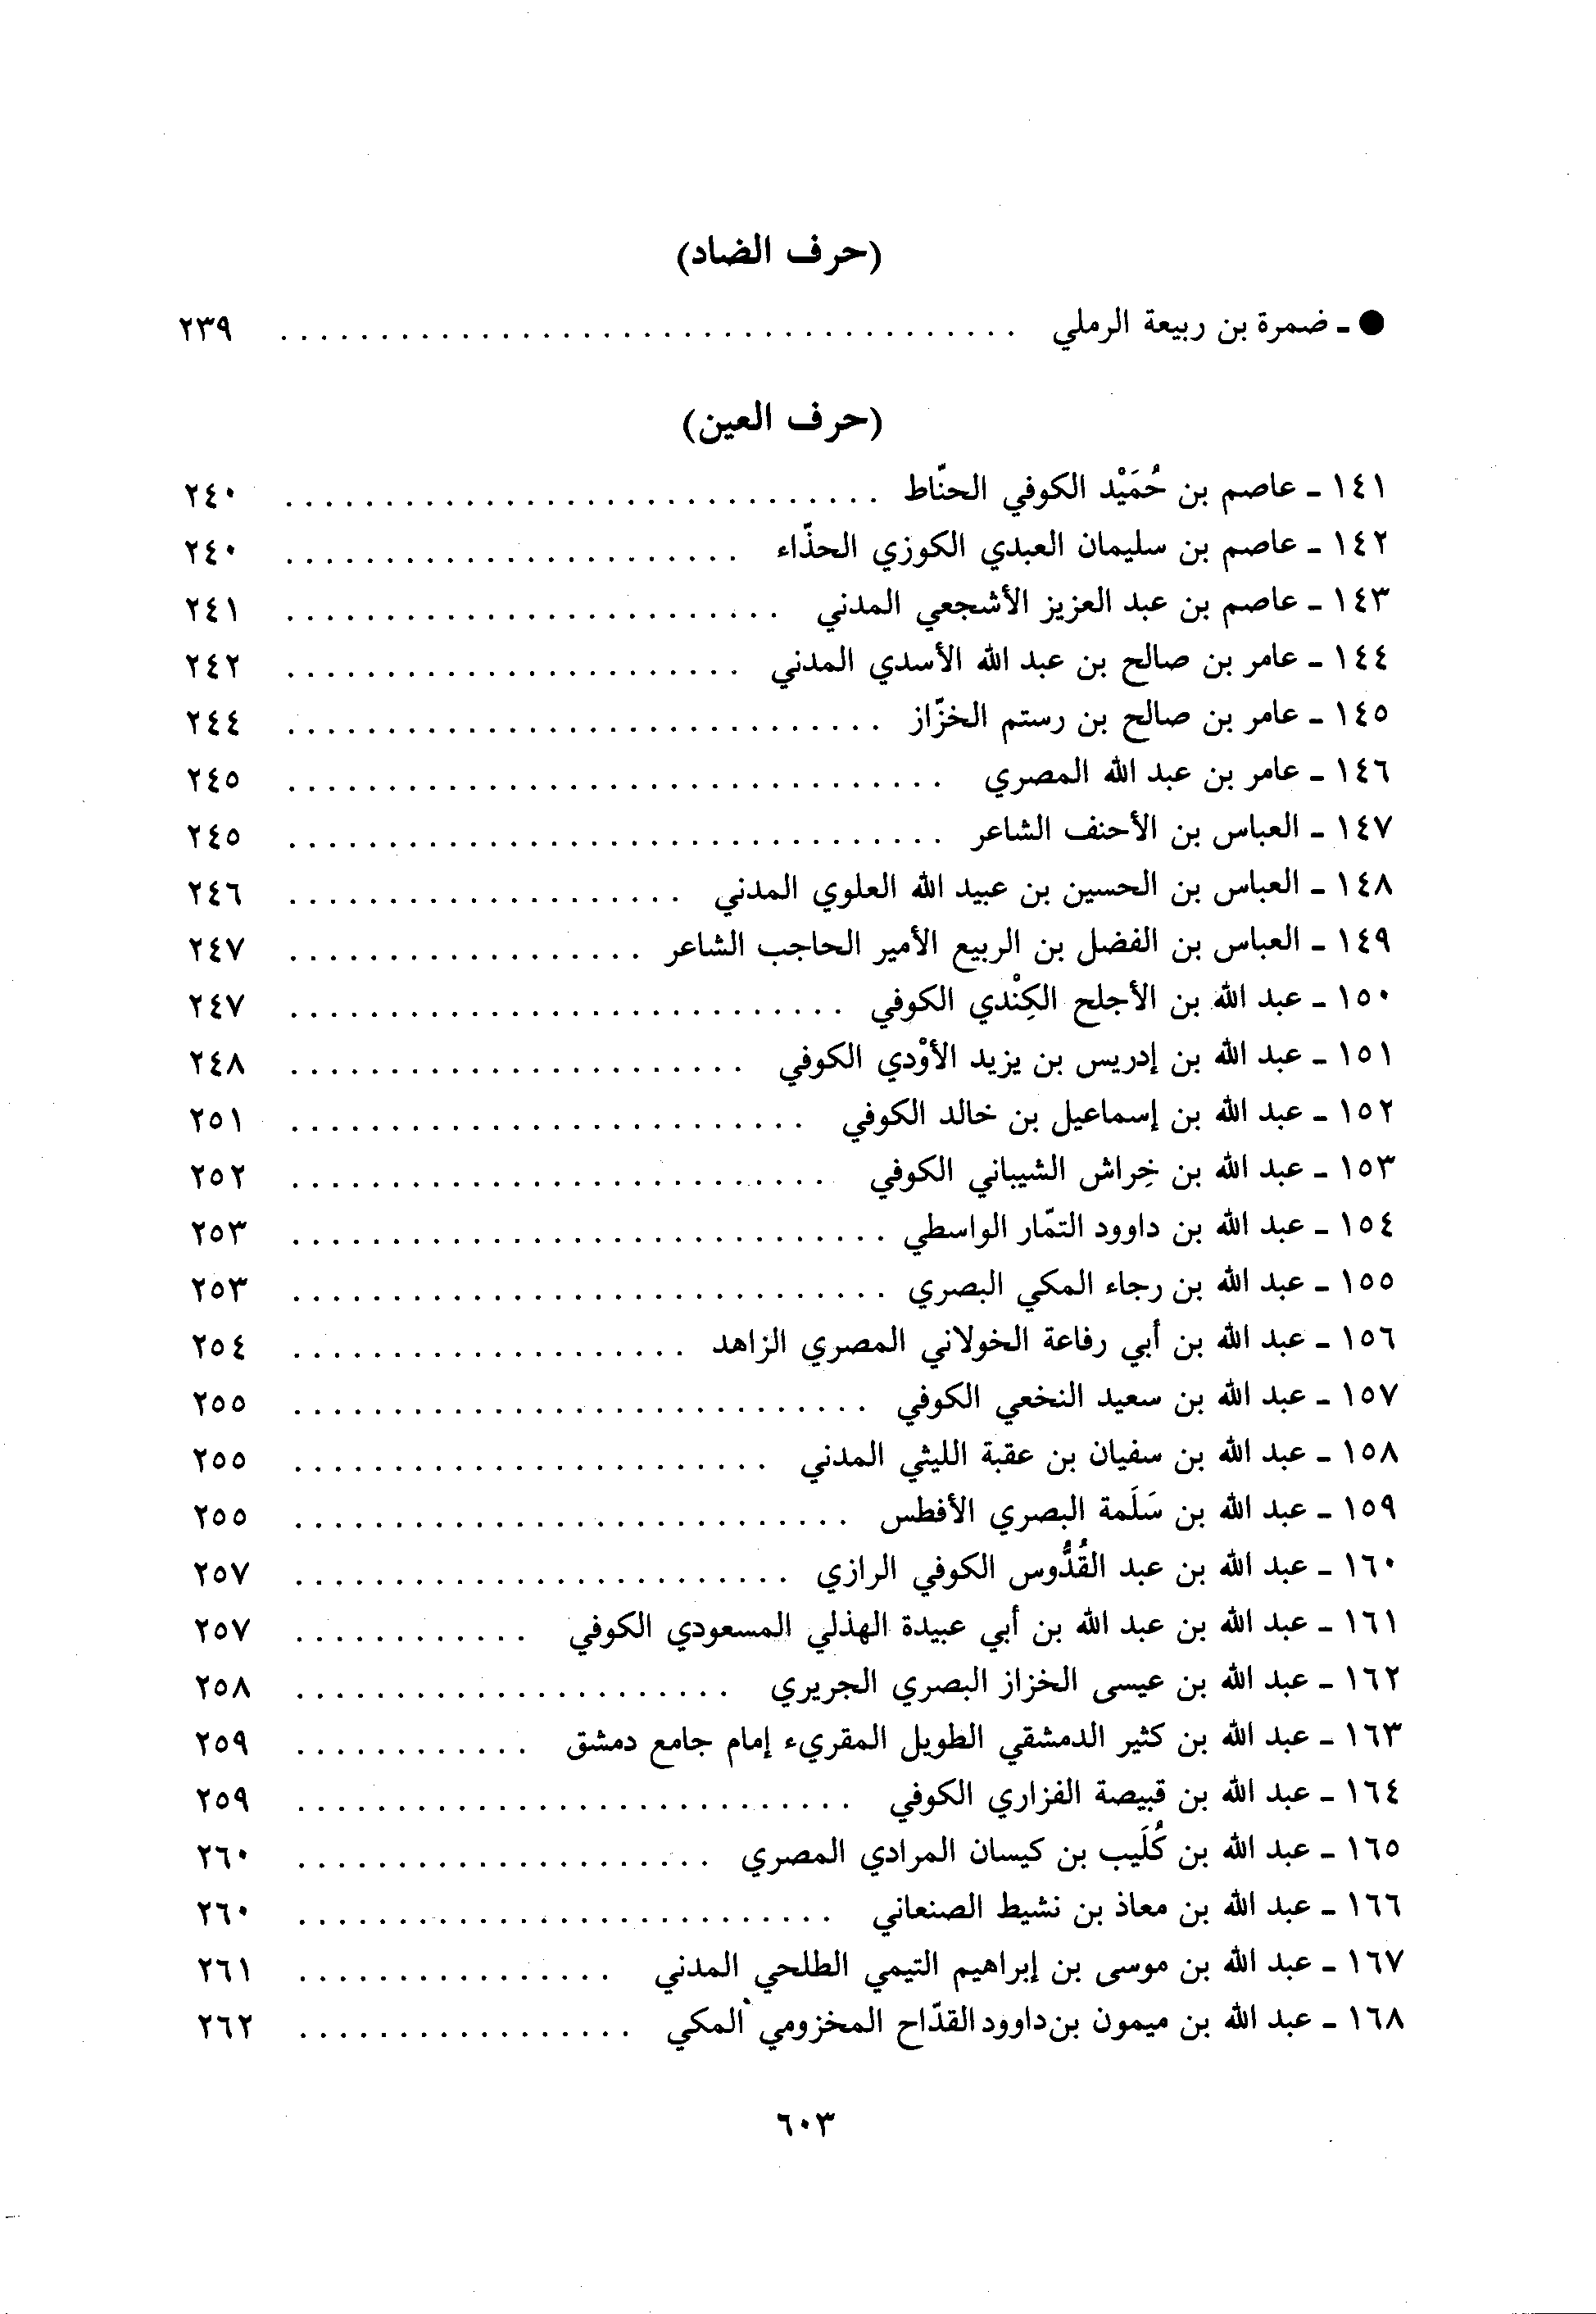 (حرف الضاد)
● ـ ضمرة بن ربيعة الرملي . . . . . . . . . . . . . . . . . . . . ٢٣٩
(حرف العين)
١٤١ ـ عاصم بن حُمَيْد الكوفي الحنّاط . . . . . . . . . . . . . . . . . . . . ٢٤٠
١٤٢ ـ عاصم بن سليمان العبدي الكوزي الحذّاء . . . . . . . . . . . . . . . . . . . . ٢٤٠
١٤٣ ـ عاصم بن عبد العزيز الأشجعي المدني . . . . . . . . . . . . . . . . . . . . ٢٤١
١٤٤ ـ عامر بن صالح بن عبد الله الأسدي المدني . . . . . . . . . . . . . . . . . . . . ٢٤٢
١٤٥ ـ عامر بن صالح بن رستم الخزّاز . . . . . . . . . . . . . . . . . . . . ٢٤٤
١٤٦ ـ عامر بن عبد الله المصري . . . . . . . . . . . . . . . . . . . . ٢٤٥
١٤٧ ـ العباس بن الأحنف الشاعر . . . . . . . . . . . . . . . . . . . . ٢٤٥
١٤٨ ـ العباس بن الحسين بن عبيد الله العلوي المدني . . . . . . . . . . . . . . . . . . . . ٢٤٦
١٤٩ ـ العباس بن الفضل بن الربيع الأمير الحاجب الشاعر . . . . . . . . . . . . . . . . . . ٢٤٧
١٥٠ ـ عبد الله بن الأجلح الكِنْدي الكوفي . . . . . . . . . . . . . . . . . . . . ٢٤٧
١٥١ ـ عبد الله بن إدريس بن يزيد الأوْدي الكوفي . . . . . . . . . . . . . . . . . . . . ٢٤٨
١٥٢ ـ عبد الله بن إسماعيل بن خالد الكوفي . . . . . . . . . . . . . . . . . . . . ٢٥١
١٥٣ ـ عبد الله بن خِراش الشيباني الكوفي . . . . . . . . . . . . . . . . . . . . ٢٥٢
١٥٤ ـ عبد الله بن داوود التمّار الواسطي . . . . . . . . . . . . . . . . . . . . ٢٥٣
١٥٥ ـ عبد الله بن رجاء المكي البصري . . . . . . . . . . . . . . . . . . . . ٢٥٣
١٥٦ ـ عبد الله بن أبي رفاعة الخولاني المصري الزاهد . . . . . . . . . . . . . . . . . . . . ٢٥٤
١٥٧ ـ عبد الله بن سعيد النخعي الكوفي . . . . . . . . . . . . . . . . . . . . ٢٥٥
١٥٨ ـ عبد الله بن سفيان بن عقبة الليثي المدني . . . . . . . . . . . . . . . . . . . . ٢٥٥
١٥٩ ـ عبد الله بن سَلَمة البصري الأفطس . . . . . . . . . . . . . . . . . . . . ٢٥٥
١٦٠ ـ عبد الله بن عبد القُدُّوس الكوفي الرازي . . . . . . . . . . . . . . . . . . . . ٢٥٧
١٦١ ـ عبد الله بن عبد الله بن أبي عبيدة الهذلي المسعودي الكوفي . . . . . . . . . . . . ٢٥٧
١٦٢ ـ عبد الله بن عيسى الخزاز البصري الجريري . . . . . . . . . . . . . . . . . . . . ٢٥٨
١٦٣ ـ عبد الله بن كثير الدمشقي الطويل المقريء إمام جامع دمشق . . . . . . . . . . . . ٢٥٩
١٦٤ ـ عبد الله بن قبيصة الفزاري الكوفي . . . . . . . . . . . . . . . . . . . . ٢٥٩
١٦٥ ـ عبد الله بن كُلَيب بن كيسان المرادي المصري . . . . . . . . . . . . . . . . . . . . ٢٦٠
١٦٦ ـ عبد الله بن معاذ بن نشيط الصنعاني . . . . . . . . . . . . . . . . . . . . ٢٦٠
١٦٧ ـ عبد الله بن موسى بن إبراهيم التيمي الطلحي المدني . . . . . . . . . . . . . . . . ٢٦١
١٦٨ ـ عبد الله بن ميمون بن داوود القدّاح المخزومي المكي . . . . . . . . . . . . . . . . . ٢٦٢
٦٠٣